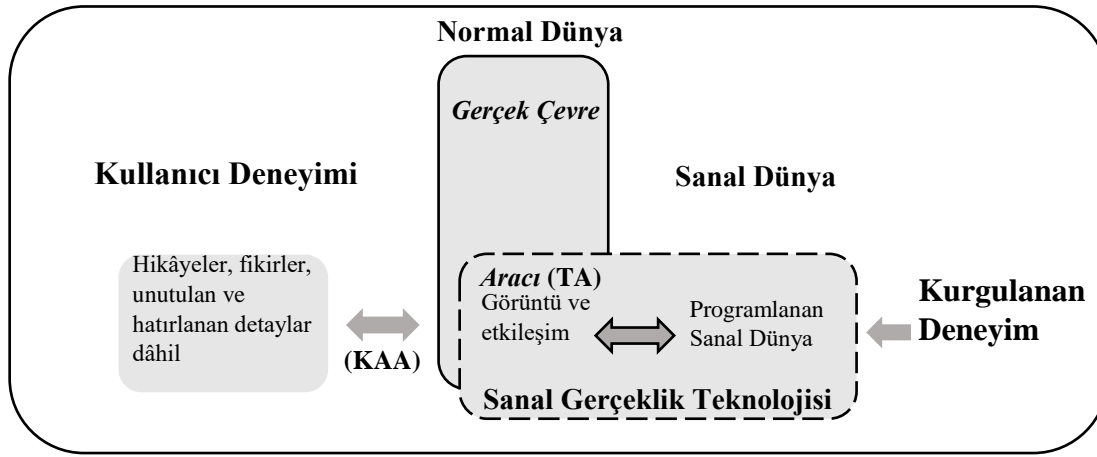 Normal Dünya
Gerçek Çevre
Kullanıcı Deneyimi
Sanal Dünya
Hikâyeler, fikirler,
unutulan ve
hatırlanan detaylar
dâhil
(KAA)
Aracı (TA)
Görüntü ve
etkileşim
Programlanan
Sanal Dünya
Sanal Gerçeklik Teknolojisi
Kurgulanan
Deneyim